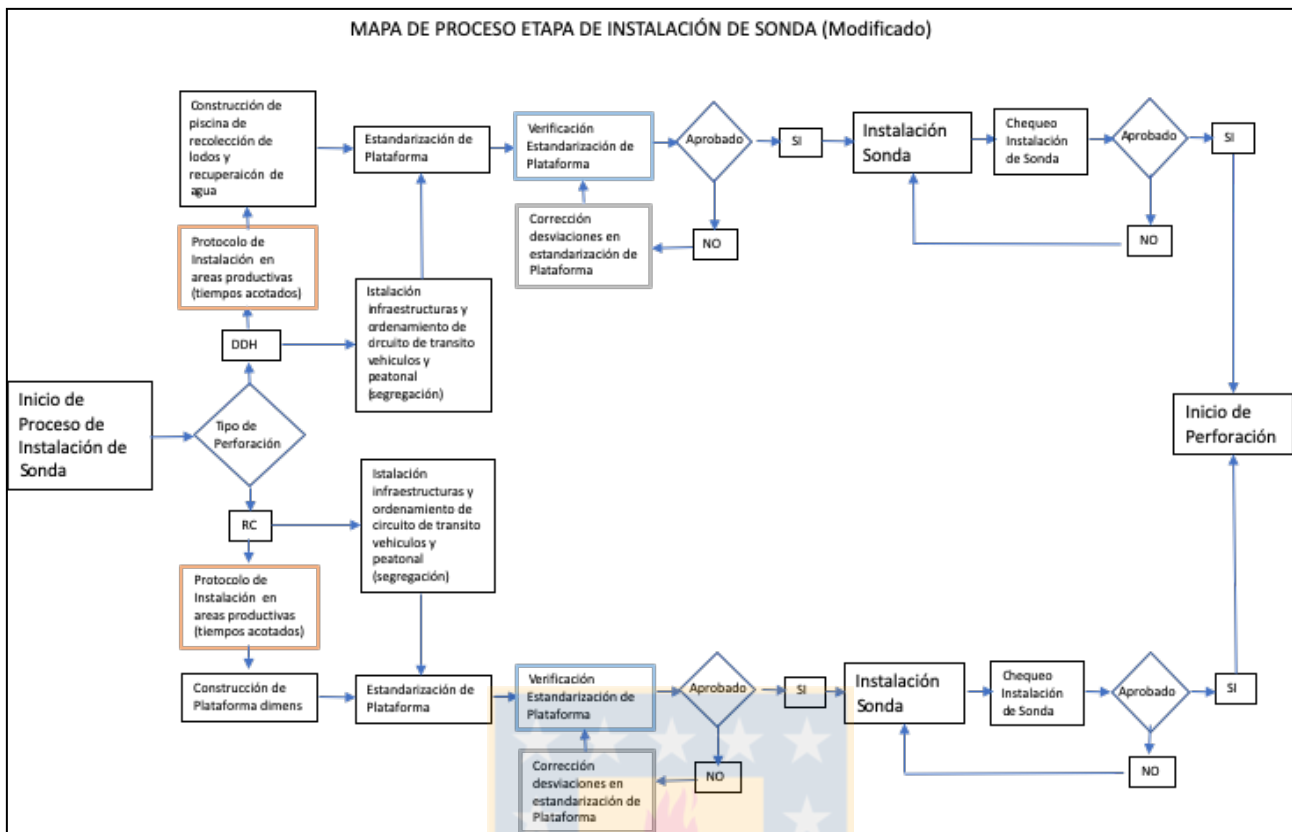 MAPA DE PROCESO ETAPA DE INSTALACIÓN DE SONDA (Modificado)
Construcción de
piscina de
recolección de
lodos y
recuperaicón de
agua
Estandarización de
Plataforma
Verificación
Estandarización de
Plataforma
Aprobado
SI
Instalación
Sonda
Chequeo
Instalación
de Sonda
Aprobado
SI
Protocolo de
Instalación en
areas productivas
(tiempos acotados)
Corrección
desviaciones en
estandarización de
Plataforma
NO
NO
DDH
Istalación
infraestructuras y
ordenamiento de
circuito de transito
vehiculos y
peatonal
(segregación)
Inicio de
Proceso de
Instalación de
Sonda
Tipo de
Perforación
Inicio de
Perforación
RC
Istalación
infraestructuras y
ordenamiento de
circuito de transito
vehiculos y
peatonal
(segregación)
Protocolo de
Instalación en
areas productivas
(tiempos acotados)
Construcción de
Plataforma dimens
Estandarización de
Plataforma
Verificación
Estandarización de
Plataforma
Aprobado
SI
Instalación
Sonda
Chequeo
Instalación
de Sonda
Aprobado
SI
Corrección
desviaciones en
estandarización de
Plataforma
NO
NO